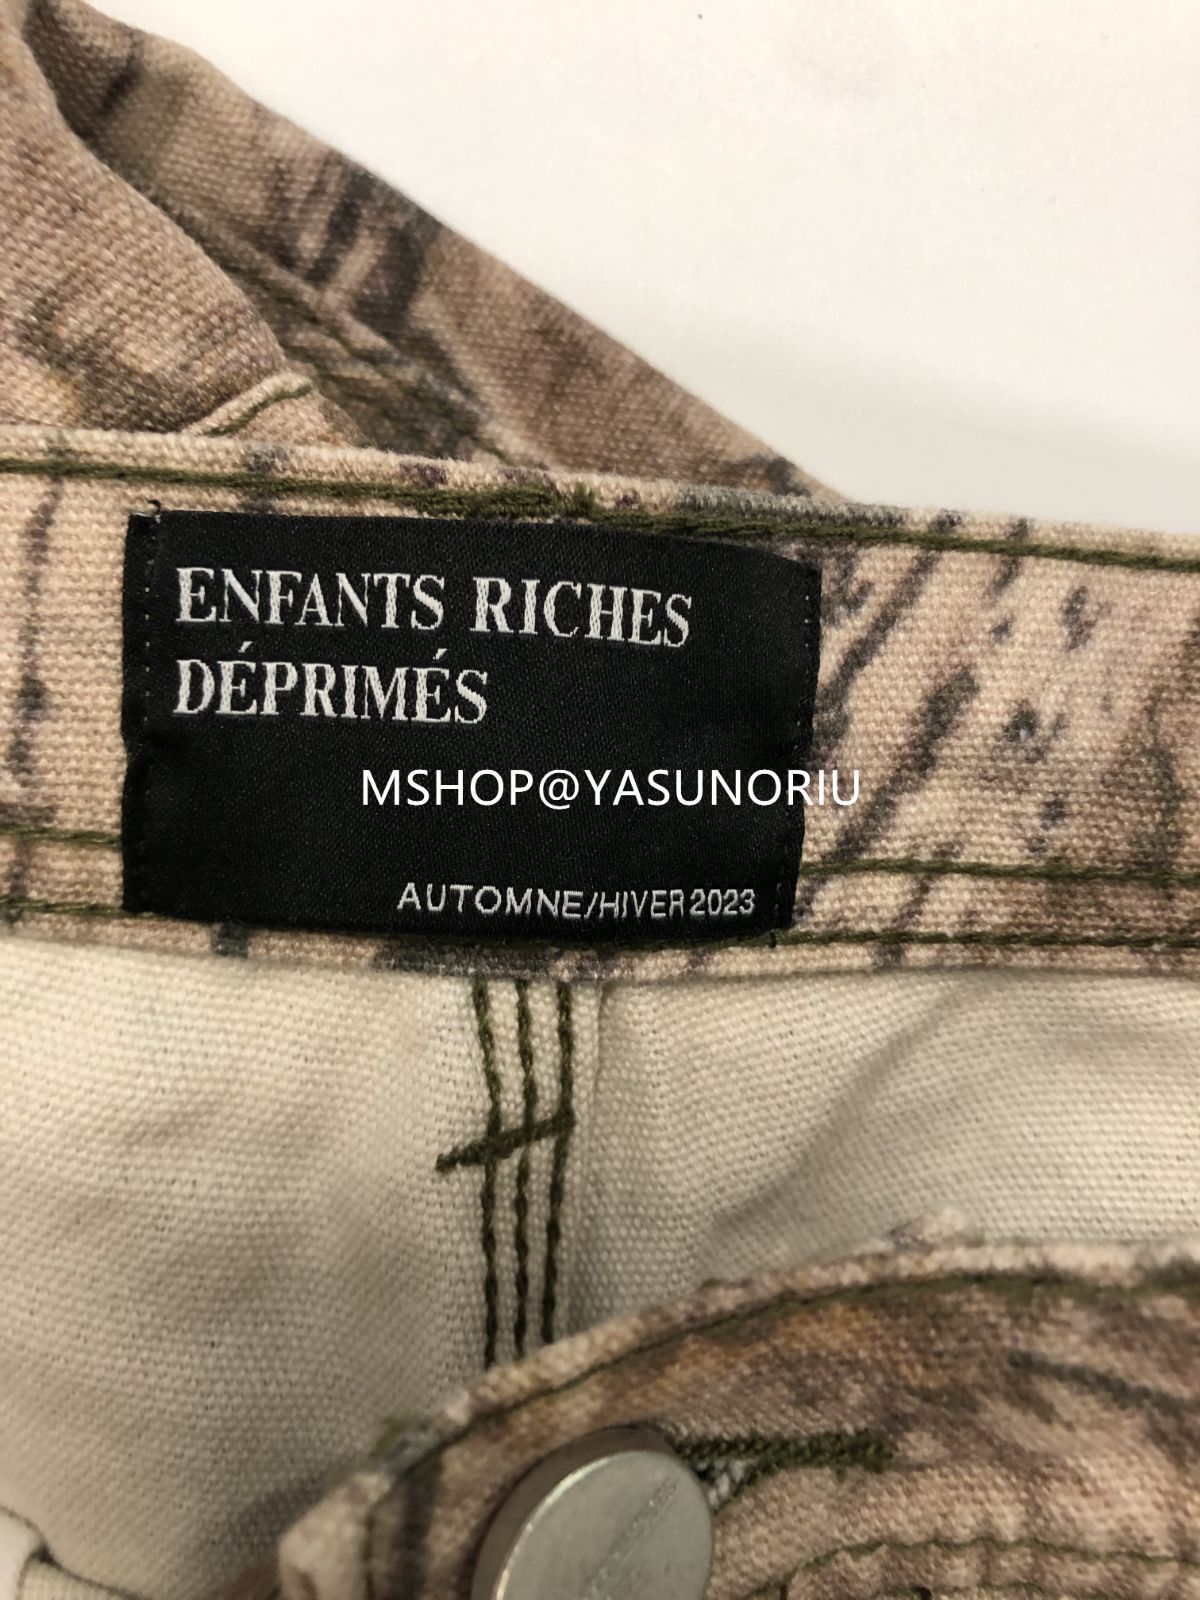 ENFANTS RICHES
DÉPRIMÉS
MSHOP@YASUNORIU
AUTOMNE/HIVER 2023